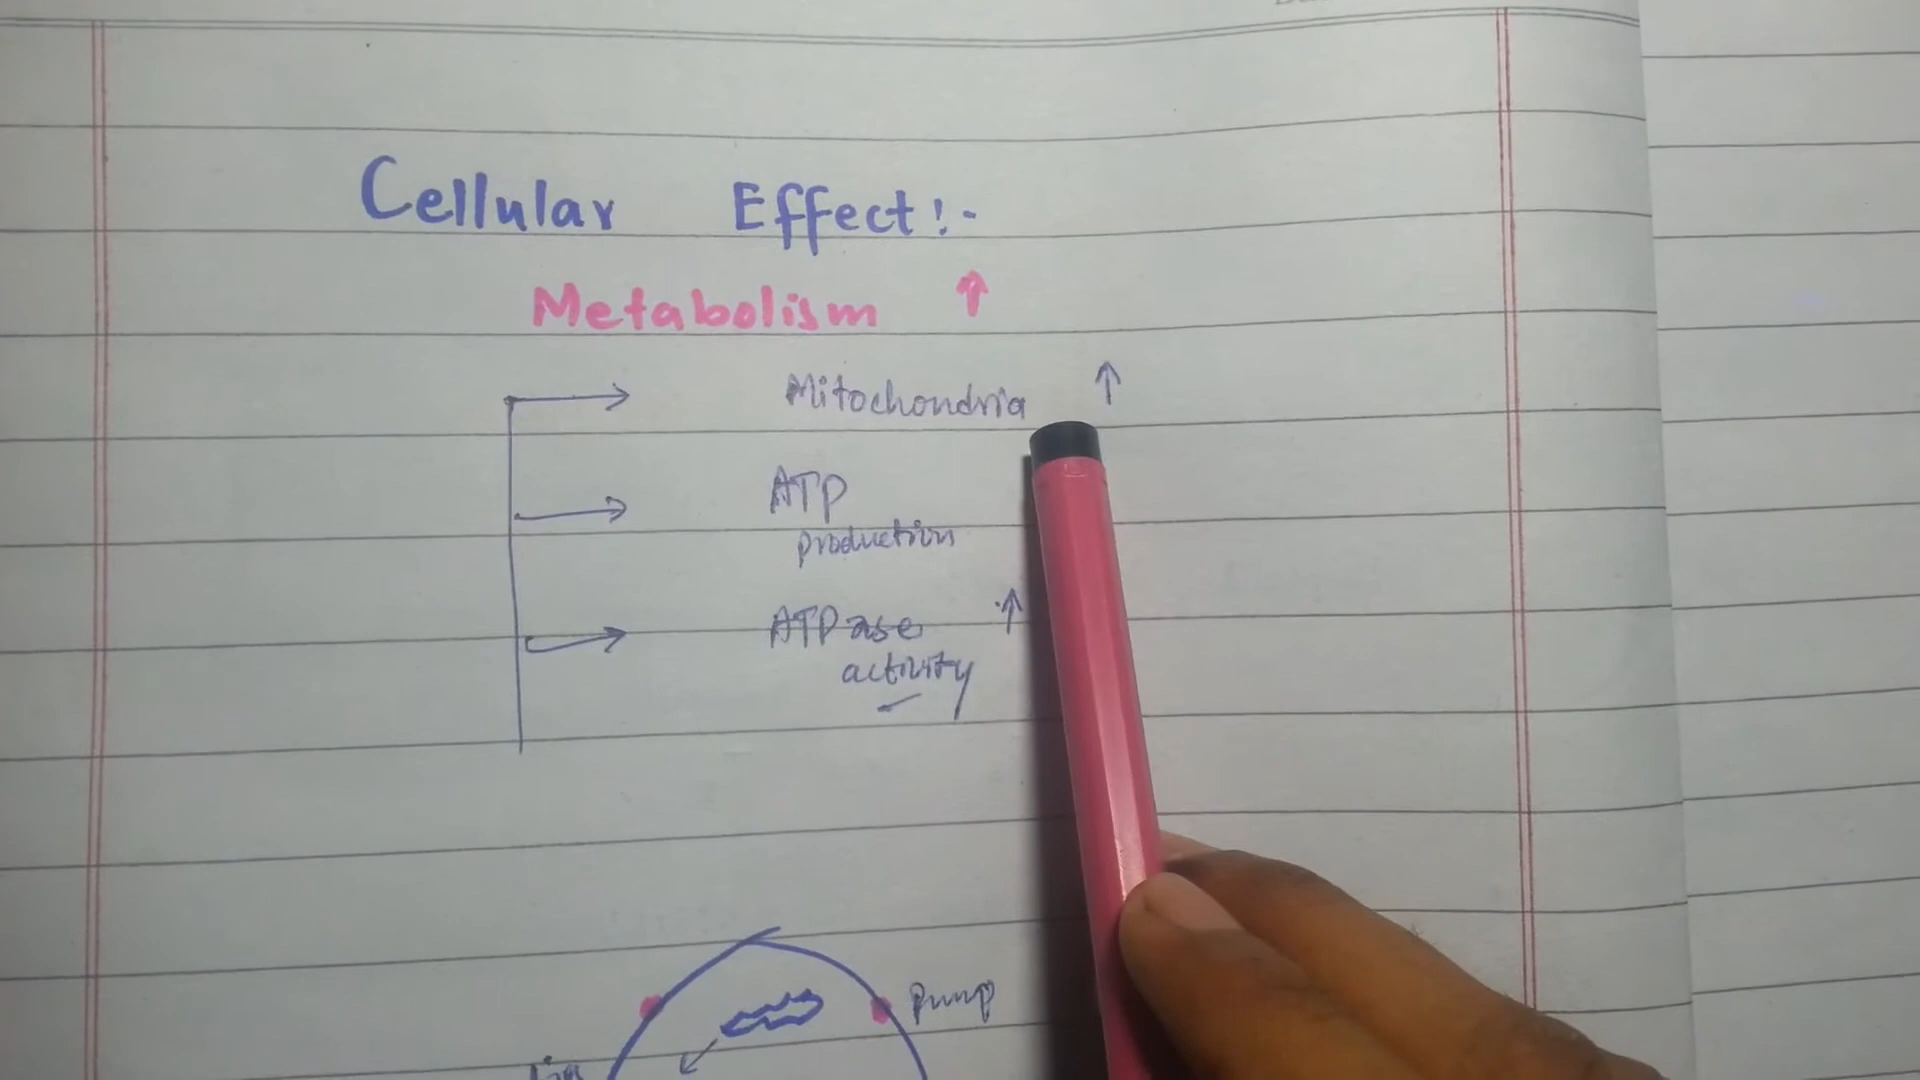 Cellular Effect!-
Metabolism ↑
→ Mitochondria ↑
→ ATP
production
→ ATPase ↑
activity
Pump